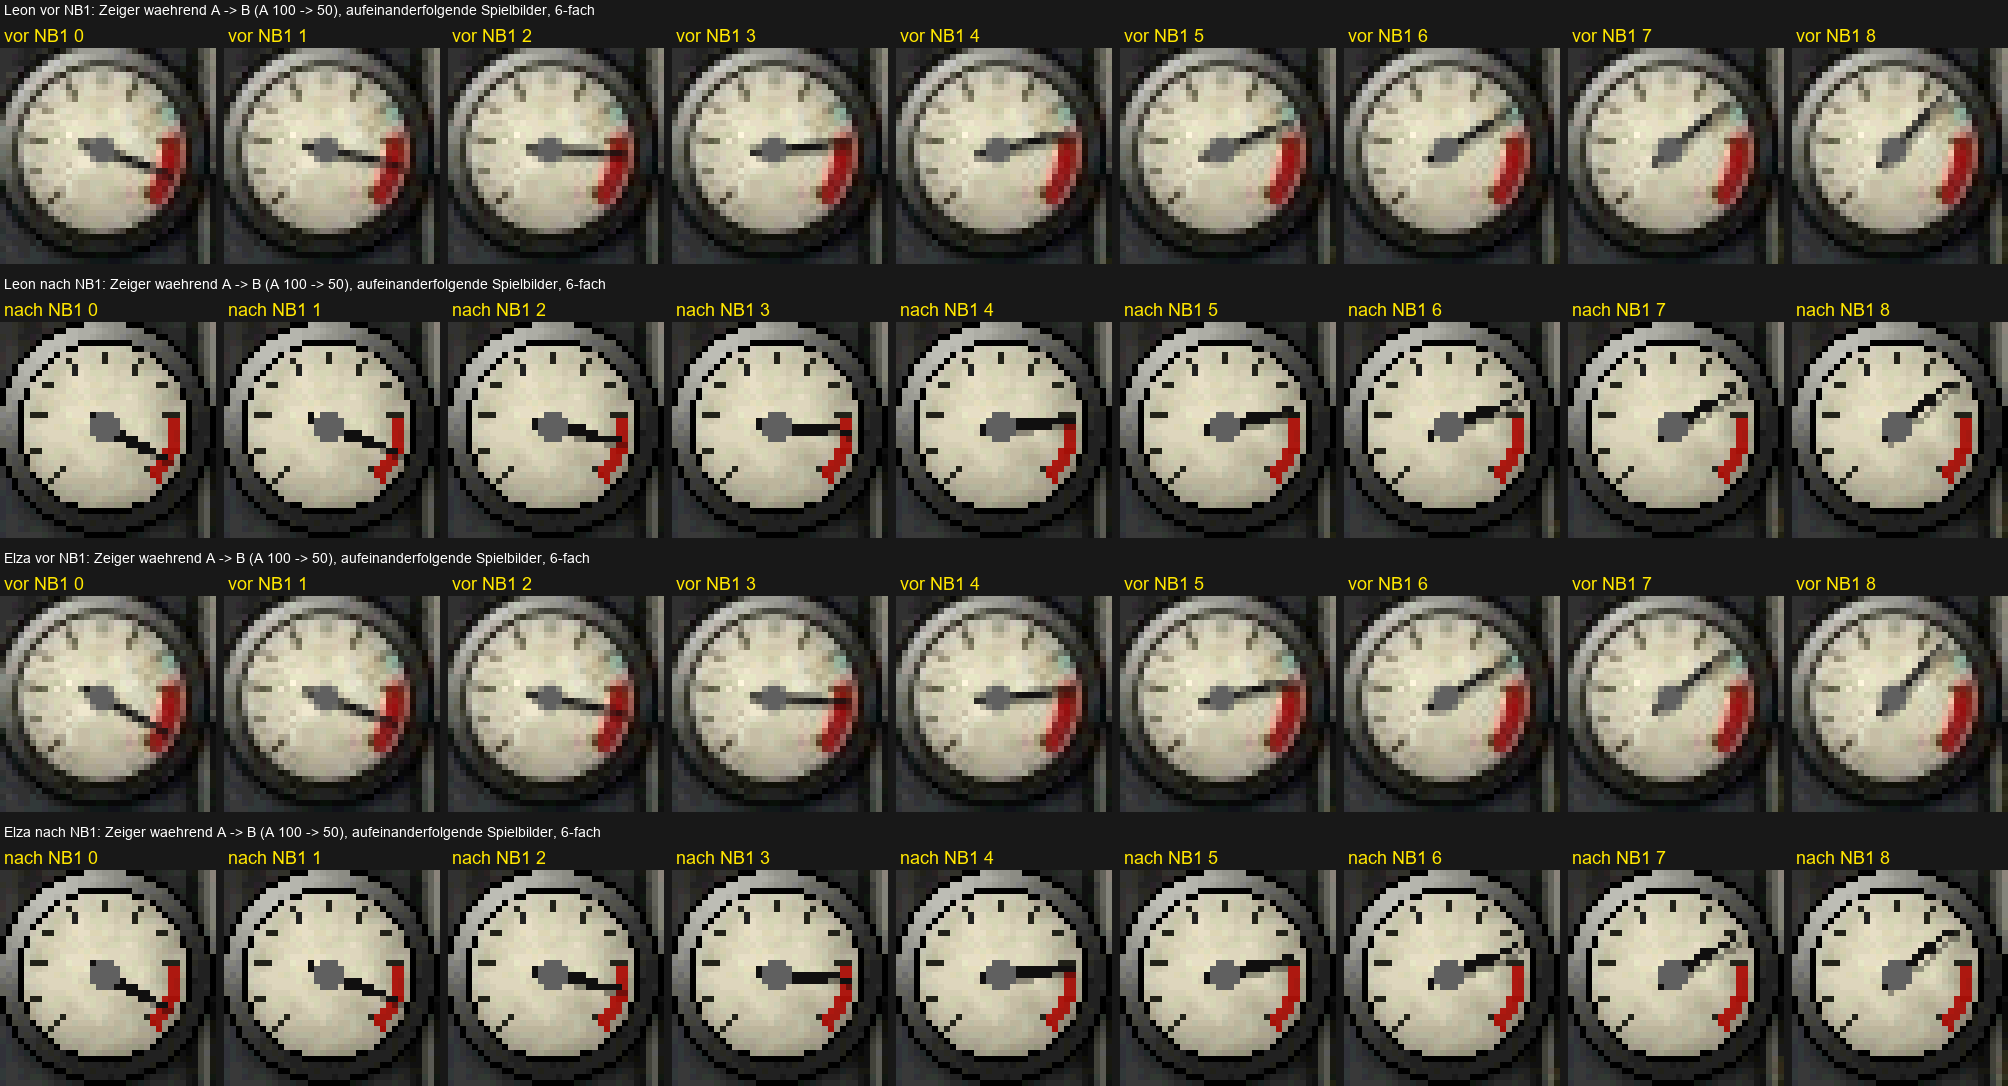 Leon vor NB1: Zeiger waehrend A -> B (A 100 -> 50), aufeinanderfolgende Spielbilder, 6-fach
vor NB1 0 vor NB1 1 vor NB1 2 vor NB1 3 vor NB1 4 vor NB1 5 vor NB1 6 vor NB1 7 vor NB1 8
Leon nach NB1: Zeiger waehrend A -> B (A 100 -> 50), aufeinanderfolgende Spielbilder, 6-fach
nach NB1 0 nach NB1 1 nach NB1 2 nach NB1 3 nach NB1 4 nach NB1 5 nach NB1 6 nach NB1 7 nach NB1 8
Elza vor NB1: Zeiger waehrend A -> B (A 100 -> 50), aufeinanderfolgende Spielbilder, 6-fach
vor NB1 0 vor NB1 1 vor NB1 2 vor NB1 3 vor NB1 4 vor NB1 5 vor NB1 6 vor NB1 7 vor NB1 8
Elza nach NB1: Zeiger waehrend A -> B (A 100 -> 50), aufeinanderfolgende Spielbilder, 6-fach
nach NB1 0 nach NB1 1 nach NB1 2 nach NB1 3 nach NB1 4 nach NB1 5 nach NB1 6 nach NB1 7 nach NB1 8